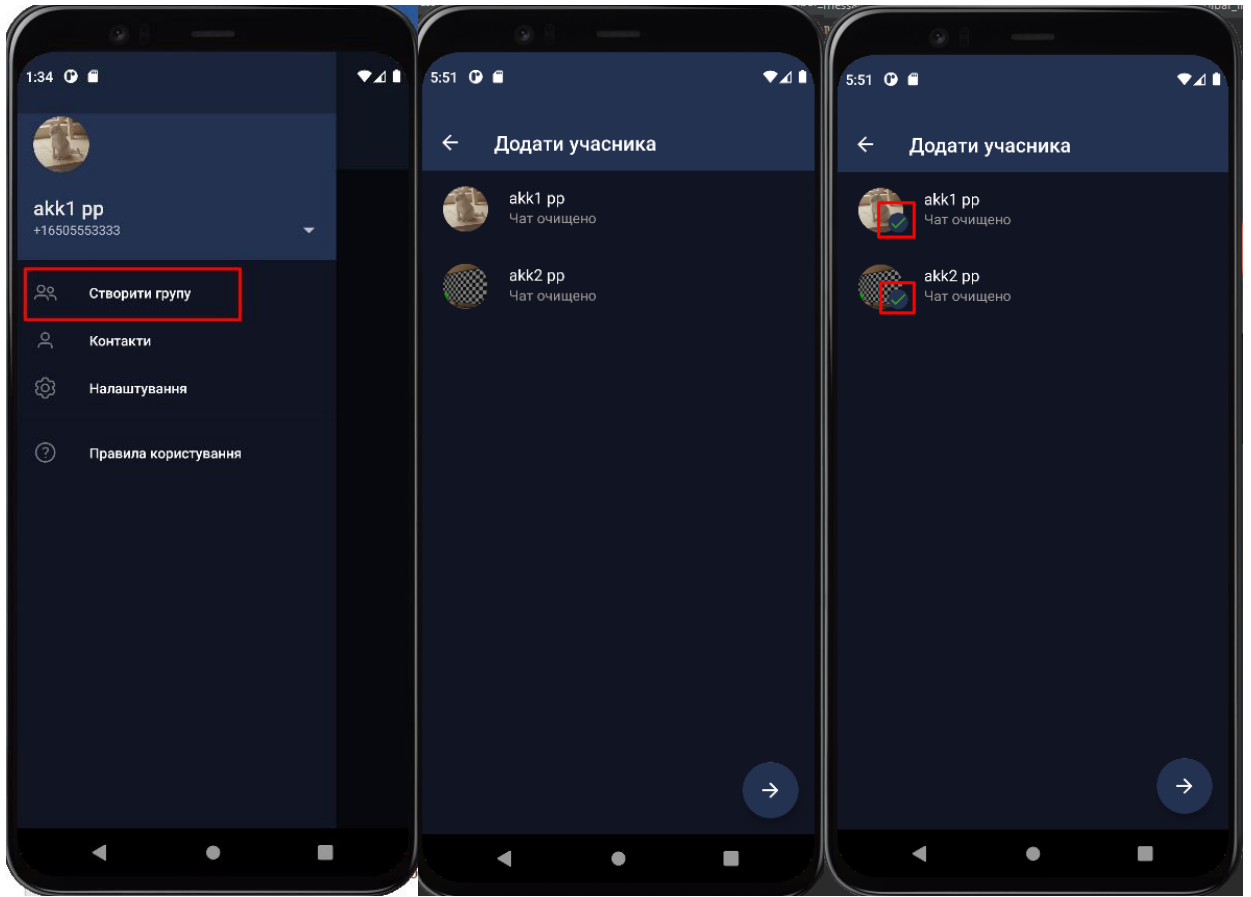 1:34
akk1 pp
+16505553333
Створити групу
Контакти
Налаштування
Правила користування
5:51
Додати учасника
akk1 pp
Чат очищено
akk2 pp
Чат очищено
5:51
Додати учасника
akk1 pp
Чат очищено
akk2 pp
Чат очищено